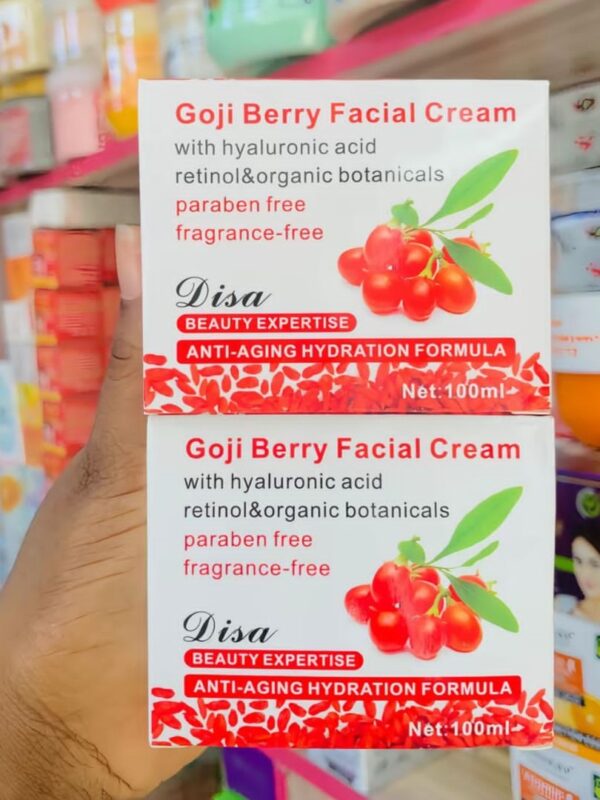 Goji Berry Facial Cream
with hyaluronic acid
retinol&organic botanicals
paraben free
fragrance-free
Disa
BEAUTY EXPERTISE
ANTI-AGING HYDRATION FORMULA
Net:100ml
Goji Berry Facial Cream
with hyaluronic acid
retinol&organic botanicals
paraben free
fragrance-free
Disa
BEAUTY EXPERTISE
ANTI-AGING HYDRATION FORMULA
Net:100ml